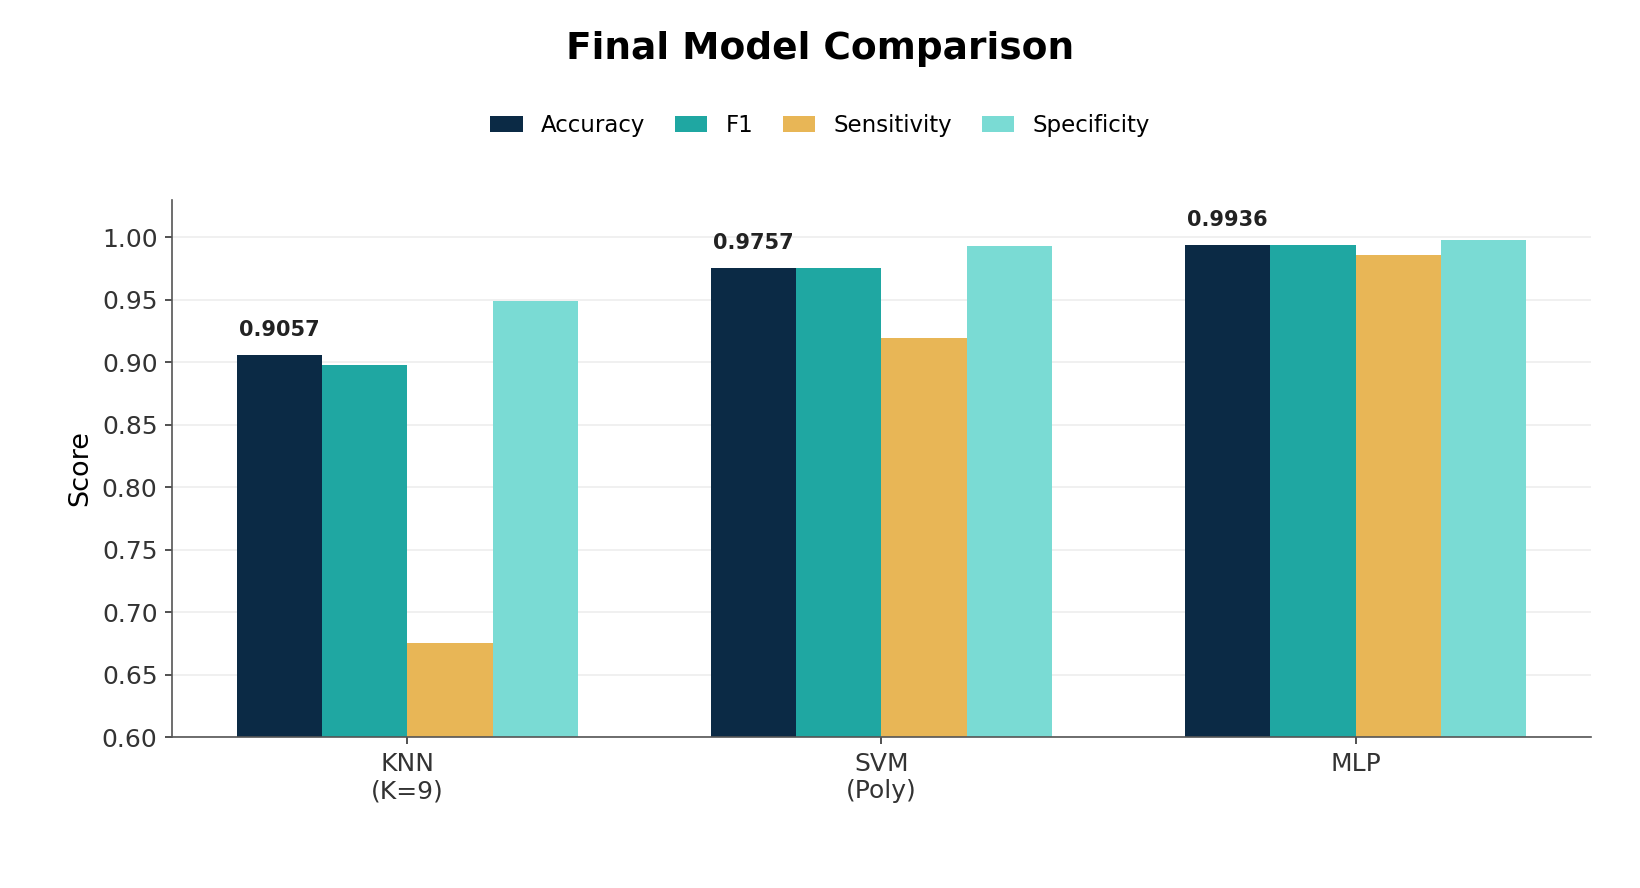 Final Model Comparison
Accuracy F1 Sensitivity Specificity
0.9057
0.9757
0.9936
Score
1.00
0.95
0.90
0.85
0.80
0.75
0.70
0.65
0.60
KNN
(K=9)
SVM
(Poly)
MLP